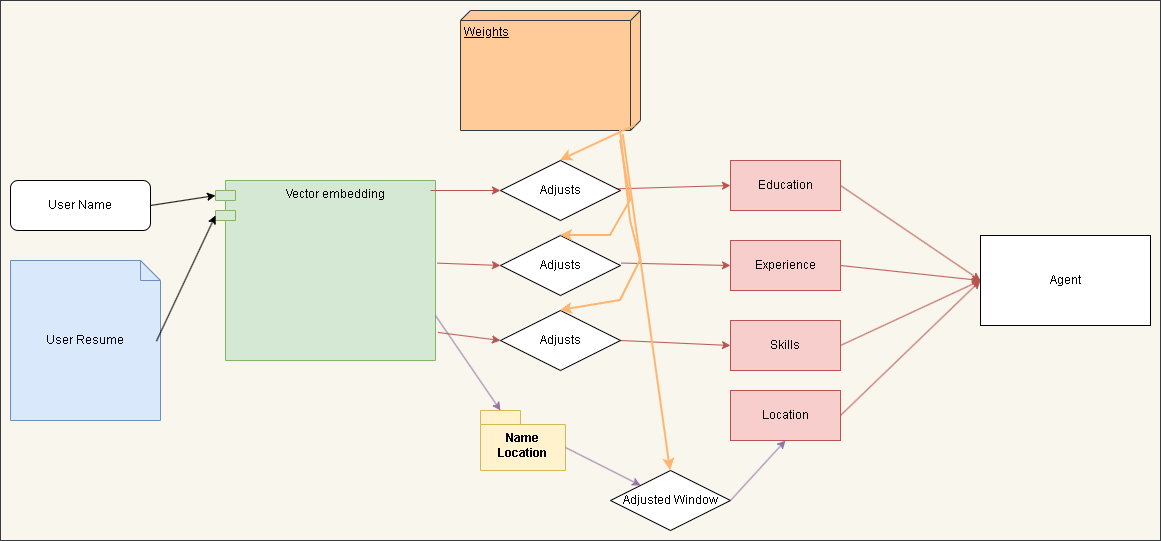 Weights
User Name
Vector embedding
Adjusts
Education
Adjusts
Experience
Agent
User Resume
Adjusts
Skills
Location
Name
Location
Adjusted Window